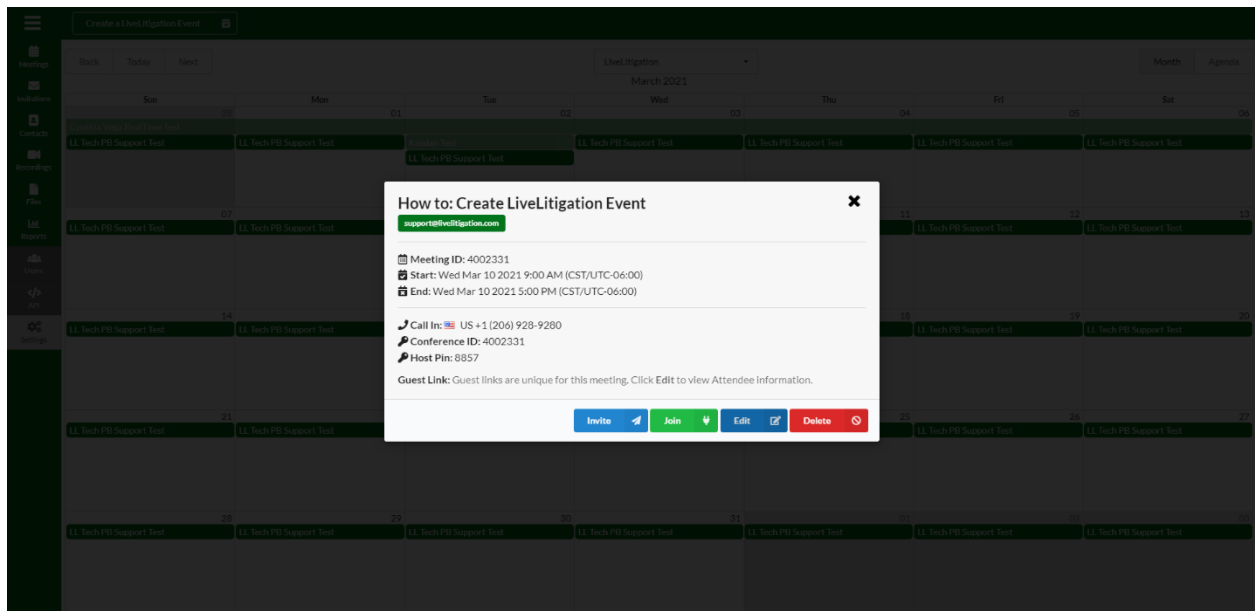 Create a LiveLitigation Event
Meetings
Invitations
Contacts
Recordings
Files
Reports
API
Settings
Back Today Next
LiveLitigation
Month Agenda
March 2021
Sun Mon Tue Wed Thu Fri Sat
01 02 03 04 05 06
LL Tech PB Support Test LL Tech PB Support Test LL Tech PB Support Test LL Tech PB Support Test LL Tech PB Support Test LL Tech PB Support Test
LL Tech PB Support Test
How to: Create LiveLitigation Event
support@livelitigation.com
Meeting ID: 4002331
Start: Wed Mar 10 2021 9:00 AM (CST/UTC-06:00)
End: Wed Mar 10 2021 5:00 PM (CST/UTC-06:00)
Call In: US +1 (206) 928-9280
Conference ID: 4002331
Host Pin: 8857
Guest Link: Guest links are unique for this meeting. Click Edit to view Attendee information.
Invite Join Edit Delete
07 11 12 13
LL Tech PB Support Test LL Tech PB Support Test LL Tech PB Support Test LL Tech PB Support Test
14 18 19 20
LL Tech PB Support Test LL Tech PB Support Test LL Tech PB Support Test LL Tech PB Support Test
21 25 26 27
LL Tech PB Support Test LL Tech PB Support Test LL Tech PB Support Test LL Tech PB Support Test
28 29 30 31 01 02 03
LL Tech PB Support Test LL Tech PB Support Test LL Tech PB Support Test LL Tech PB Support Test LL Tech PB Support Test LL Tech PB Support Test LL Tech PB Support Test